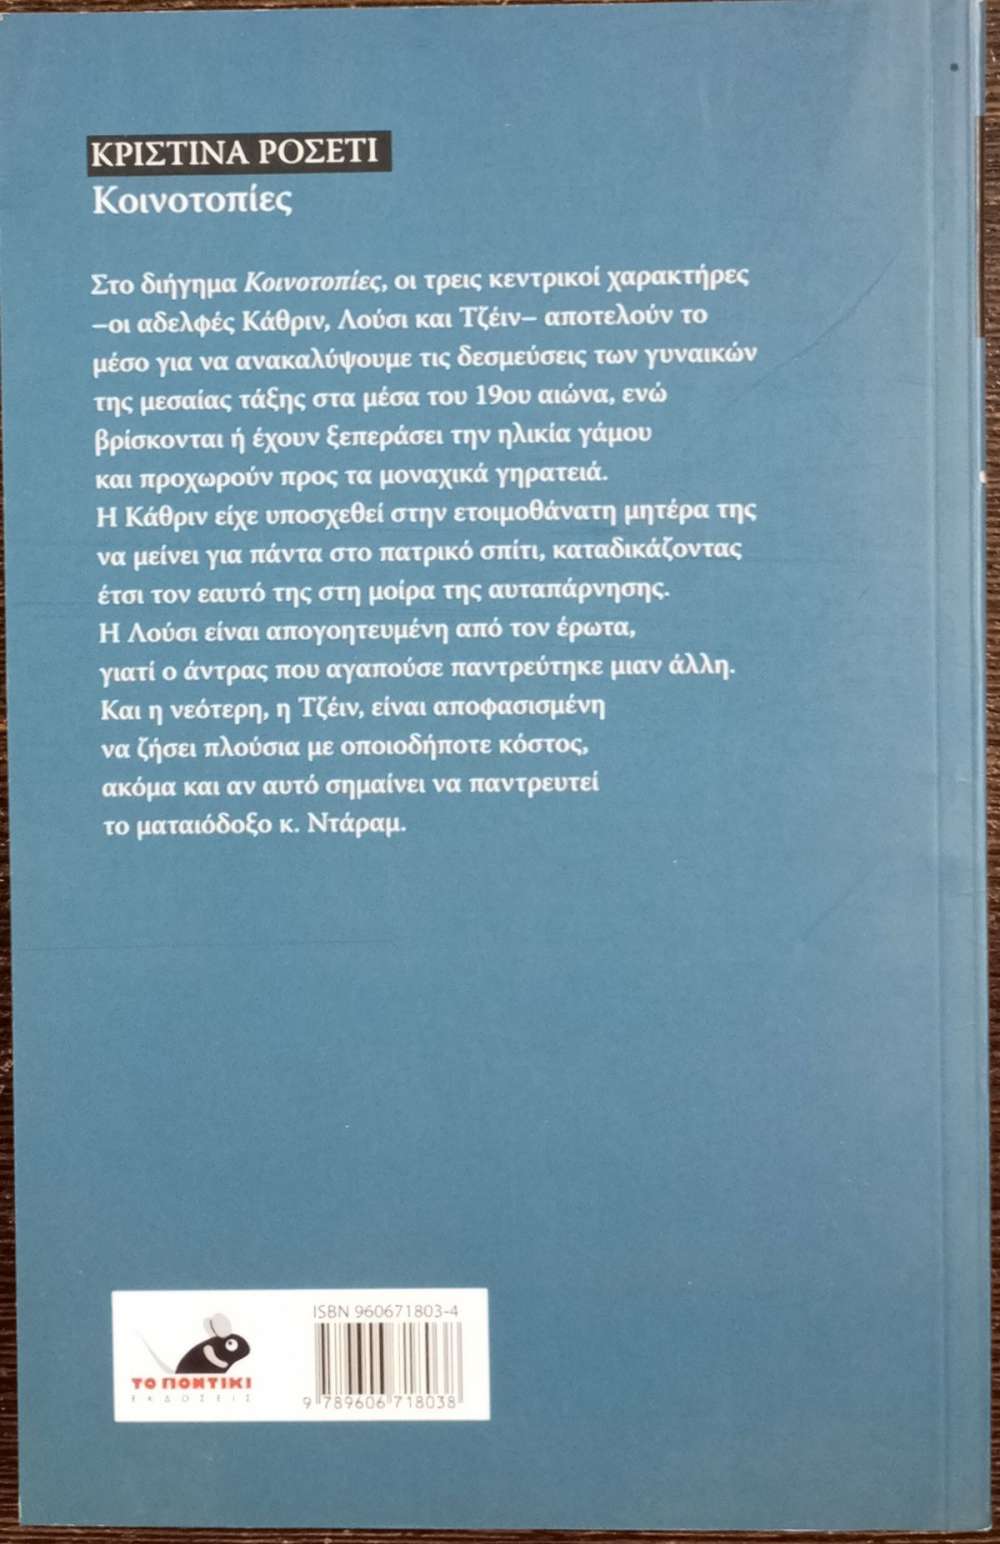 ΚΡΙΣΤΙΝΑ ΡΟΣΕΤΙ
Κοινοτοπίες
Στο διήγημα Κοινοτοπίες, οι τρεις κεντρικοί χαρακτήρες
–οι αδελφές Κάθριν, Λούσι και Τζέιν– αποτελούν το
μέσο για να ανακαλύψουμε τις δεσμεύσεις των γυναικών
της μεσαίας τάξης στα μέσα του 19ου αιώνα, ενώ
βρίσκονται ή έχουν ξεπεράσει την ηλικία γάμου
και προχωρούν προς τα μοναχικά γηρατειά.
Η Κάθριν είχε υποσχεθεί στην ετοιμοθάνατη μητέρα της
να μείνει για πάντα στο πατρικό σπίτι, καταδικάζοντας
έτσι τον εαυτό της στη μοίρα της αυταπάρνησης.
Η Λούσι είναι απογοητευμένη από τον έρωτα,
γιατί ο άντρας που αγαπούσε παντρεύτηκε μιαν άλλη.
Και η νεότερη, η Τζέιν, είναι αποφασισμένη
να ζήσει πλούσια με οποιοδήποτε κόστος,
ακόμα και αν αυτό σημαίνει να παντρευτεί
το ματαιόδοξο κ. Ντάραμ.
ISBN 960671803-4
ΤΟ ΠΟΝΤΙΚΙ
ΕΚΔΟΣΕΙΣ
9 789606 718038